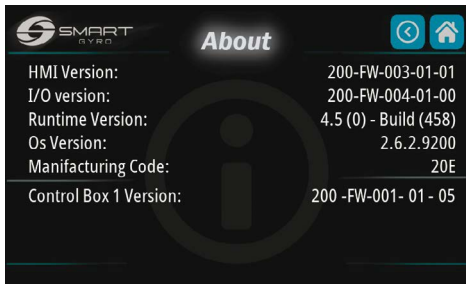 SMART
GYRO
About
HMI Version: 200-FW-003-01-01
I/O version: 200-FW-004-01-00
Runtime Version: 4.5 (0) - Build (458)
Os Version: 2.6.2.9200
Manifacturing Code: 20E
Control Box 1 Version: 200 -FW-001- 01 - 05